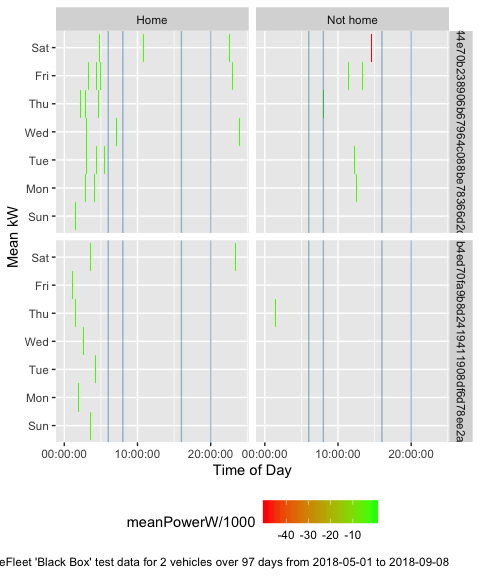 Home Not home
Sat
Fri
Thu
Wed
Tue
Mon
Sun
44e70b238906b67964c088be78366d2
Sat
Fri
Thu
Wed
Tue
Mon
Sun
b4ed70fa9b8d2419411908df6d78ee2a
Mean kW
00:00:00 10:00:00 20:00:00 00:00:00 10:00:00 20:00:00
Time of Day
meanPowerW/1000
-40 -30 -20 -10
eFleet 'Black Box' test data for 2 vehicles over 97 days from 2018-05-01 to 2018-09-08